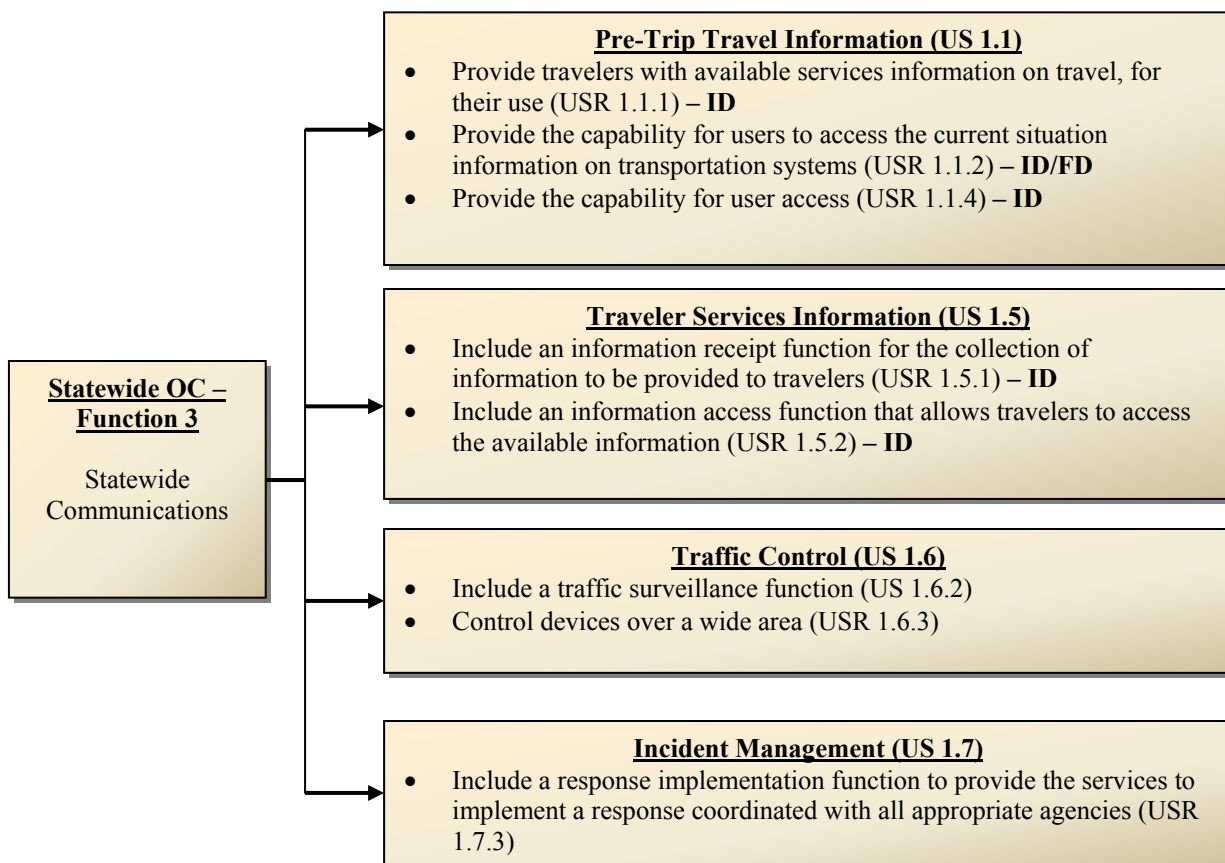 Statewide OC –
Function 3
Statewide
Communications
Pre-Trip Travel Information (US 1.1)
• Provide travelers with available services information on travel, for
their use (USR 1.1.1) – ID
• Provide the capability for users to access the current situation
information on transportation systems (USR 1.1.2) – ID/FD
• Provide the capability for user access (USR 1.1.4) – ID
Traveler Services Information (US 1.5)
• Include an information receipt function for the collection of
information to be provided to travelers (USR 1.5.1) – ID
• Include an information access function that allows travelers to access
the available information (USR 1.5.2) – ID
Traffic Control (US 1.6)
• Include a traffic surveillance function (US 1.6.2)
• Control devices over a wide area (USR 1.6.3)
Incident Management (US 1.7)
• Include a response implementation function to provide the services to
implement a response coordinated with all appropriate agencies (USR
1.7.3)